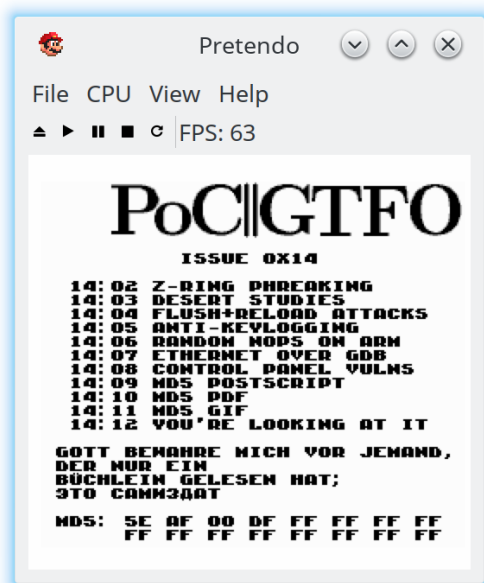 Pretendo
File CPU View Help
FPS: 63
PoC||GTFO
ISSUE 0X14
14:02 Z-RING PHREAKING
14:03 DESERT STUDIES
14:04 FLUSH+RELOAD ATTACKS
14:05 ANTI-KEYLOGGING
14:06 RANDOM NOPS ON ARM
14:07 ETHERNET OVER GDB
14:08 CONTROL PANEL VULNS
14:09 MD5 POSTSCRIPT
14:10 MD5 PDF
14:11 MD5 GIF
14:12 YOU'RE LOOKING AT IT
GOTT BEWAHRE MICH VOR JEMAND,
DER NUR EIN
BÜCHLEIN GELESEN HAT;
ЭТО САМИЗДАТ
MD5: 5E AF 00 DF FF FF FF FF
FF FF FF FF FF FF FF FF